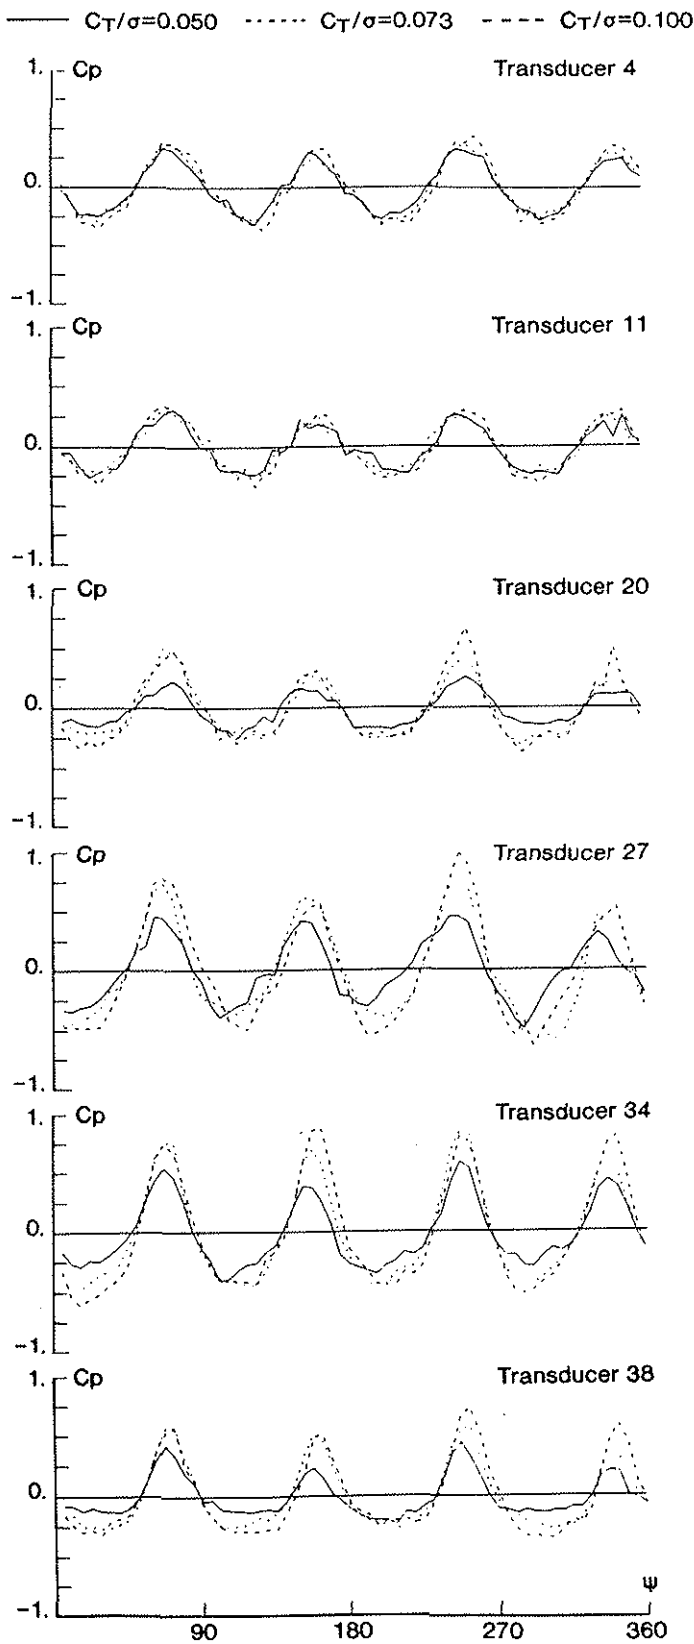 C_T/σ=0.050 C_T/σ=0.073 C_T/σ=0.100
1. Cp Transducer 4
0.
-1.
1. Cp Transducer 11
0.
-1.
1. Cp Transducer 20
0.
-1.
1. Cp Transducer 27
0.
-1.
1. Cp Transducer 34
0.
-1.
1. Cp Transducer 38
0.
ψ
-1.
90 180 270 360